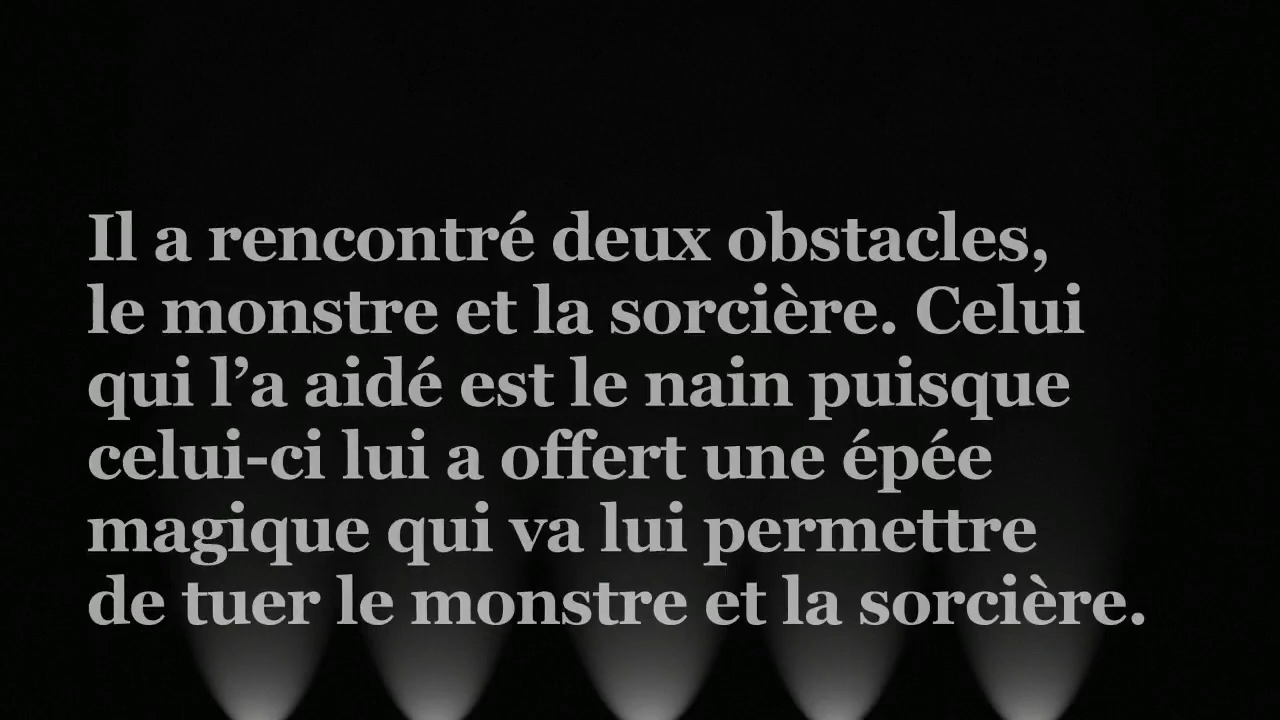 Il a rencontré deux obstacles,
le monstre et la sorcière. Celui
qui l’a aidé est le nain puisque
celui-ci lui a offert une épée
magique qui va lui permettre
de tuer le monstre et la sorcière.